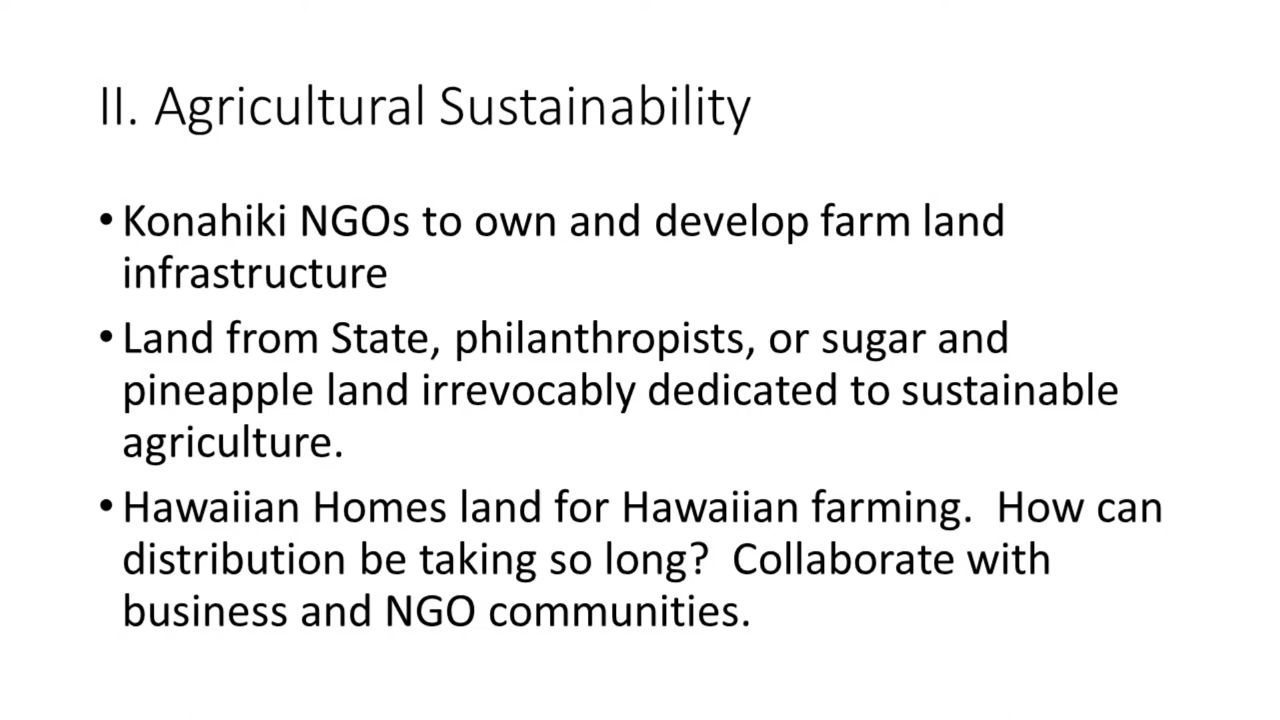 II. Agricultural Sustainability
• Konahiki NGOs to own and develop farm land
infrastructure
• Land from State, philanthropists, or sugar and
pineapple land irrevocably dedicated to sustainable
agriculture.
• Hawaiian Homes land for Hawaiian farming.  How can
distribution be taking so long?  Collaborate with
business and NGO communities.